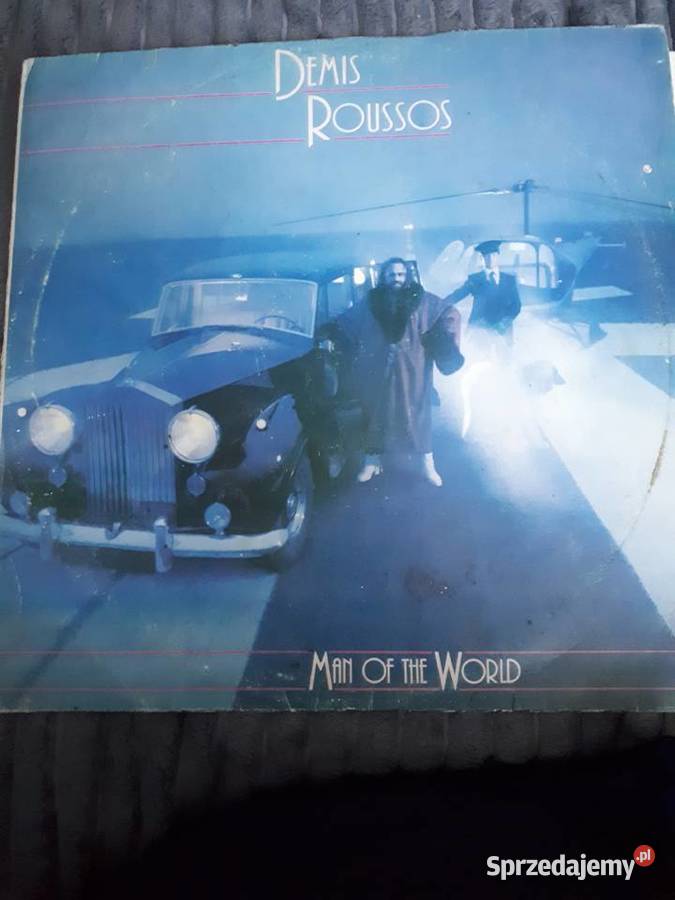 DEMIS
ROUSSOS
MAN OF THE WORLD
Sprzedajemy.pl